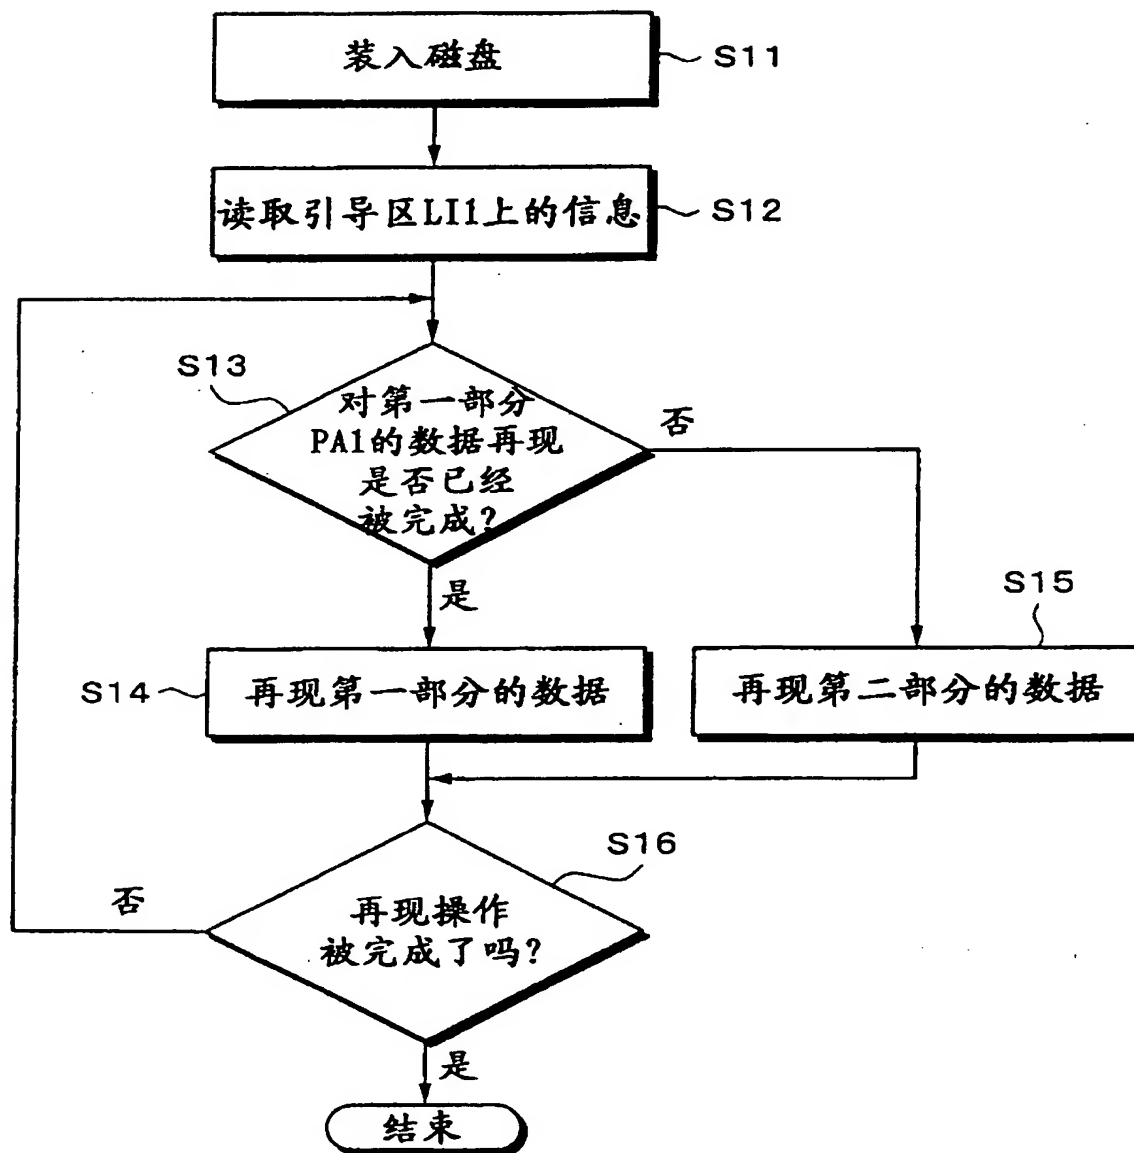 装入磁盘
S11
读取引导区LI1上的信息
S12
S13
对第一部分
PA1的数据再现
是否已经
被完成?
否
是
S15
S14
再现第一部分的数据
再现第二部分的数据
S16
否
再现操作
被完成了吗?
是
结束